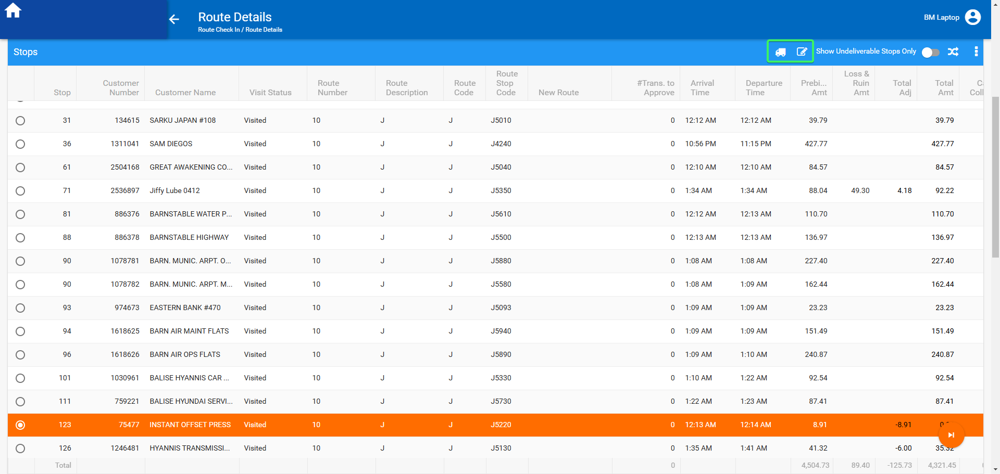 Route Details
Route Check In / Route Details
BM Laptop
Stops
Show Undeliverable Stops Only
Stop Customer Number Customer Name Visit Status Route Number Route Description Route Code Route Stop Code New Route #Trans. to Approve Arrival Time Departure Time Prebi... Amt Loss & Ruin Amt Total Adj Total Amt
31 134615 SARKU JAPAN #108 Visited 10 J J J5010 0 12:12 AM 12:12 AM 39.79 39.79
36 1311041 SAM DIEGOS Visited 10 J J J4240 0 10:56 PM 11:15 PM 427.77 427.77
61 2504168 GREAT AWAKENING CO... Visited 10 J J J5040 0 12:10 AM 12:10 AM 84.57 84.57
71 2536897 Jiffy Lube 0412 Visited 10 J J J5350 0 1:34 AM 1:34 AM 88.04 49.30 4.18 92.22
81 886376 BARNSTABLE WATER P... Visited 10 J J J5610 0 12:12 AM 12:13 AM 110.70 110.70
88 886378 BARNSTABLE HIGHWAY Visited 10 J J J5500 0 12:13 AM 12:13 AM 136.97 136.97
90 1078781 BARN. MUNIC. ARPT. O... Visited 10 J J J5880 0 1:08 AM 1:08 AM 227.40 227.40
90 1078782 BARN. MUNIC. ARPT. M... Visited 10 J J J5580 0 1:08 AM 1:09 AM 162.44 162.44
93 974673 EASTERN BANK #470 Visited 10 J J J5093 0 1:09 AM 1:09 AM 23.23 23.23
94 1618625 BARN AIR MAINT FLATS Visited 10 J J J5940 0 1:09 AM 1:09 AM 151.49 151.49
96 1618626 BARN AIR OPS FLATS Visited 10 J J J5890 0 1:09 AM 1:10 AM 240.87 240.87
101 1030961 BALISE HYANNIS CAR ... Visited 10 J J J5330 0 1:10 AM 1:22 AM 92.54 92.54
111 759221 BALISE HYUNDAI SERVI... Visited 10 J J J5730 0 1:22 AM 1:23 AM 87.41 87.41
123 75477 INSTANT OFFSET PRESS Visited 10 J J J5220 0 12:13 AM 12:14 AM 8.91 -8.91
126 1246481 HYANNIS TRANSMISSI... Visited 10 J J J5130 0 1:35 AM 1:41 AM 41.32 -6.00 35.32
Total 0 4,504.73 89.40 -125.73 4,321.45